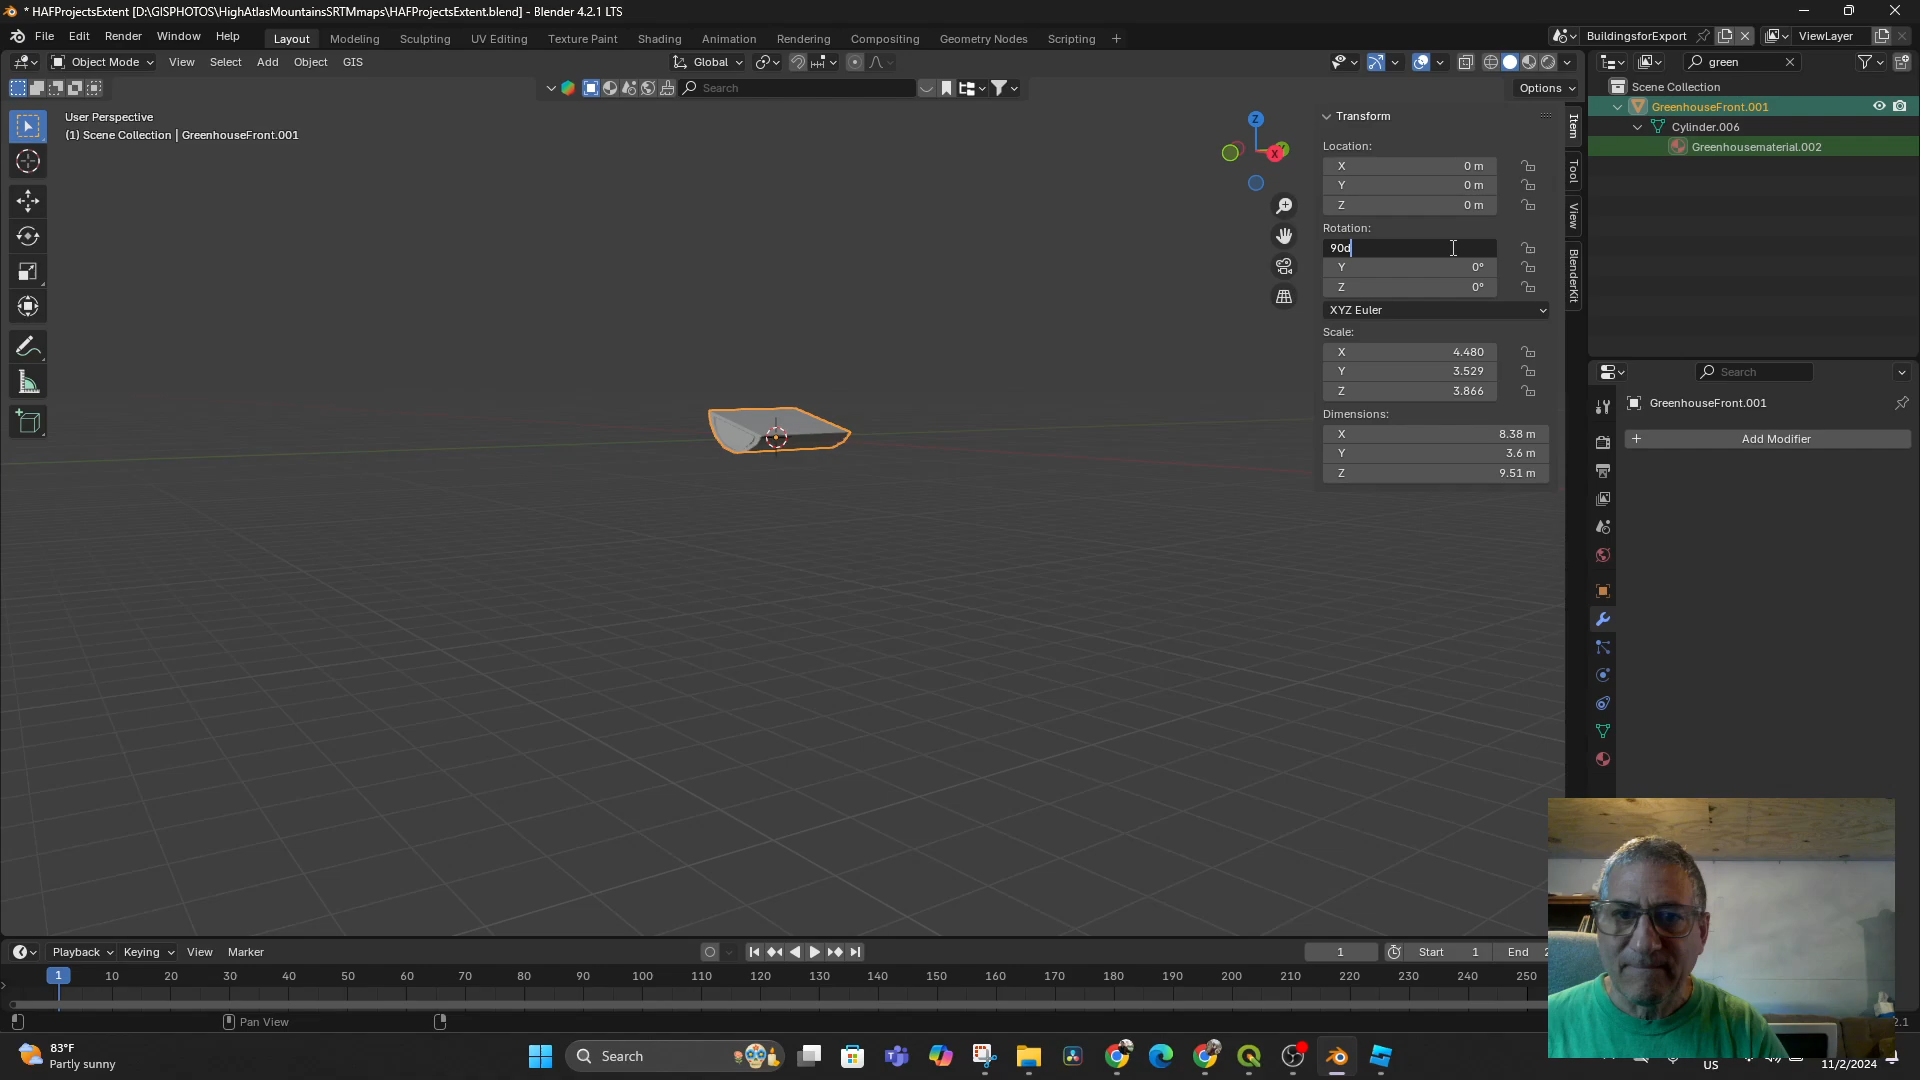 * HAFProjectsExtent [D:\GISPHOTOS\HighAtlasMountainsSRTMmaps\HAFProjectsExtent.blend] - Blender 4.2.1 LTS
File Edit Render Window Help Layout Modeling Sculpting UV Editing Texture Paint Shading Animation Rendering Compositing Geometry Nodes Scripting + BuildingsforExport ViewLayer
Object Mode View Select Add Object GIS Global green
Search Options Scene Collection
User Perspective
(1) Scene Collection | GreenhouseFront.001
GreenhouseFront.001
Cylinder.006
Greenhousematerial.002
Z
X
Transform
Location:
X 0 m
Y 0 m
Z 0 m
Rotation:
90d
Y 0°
Z 0°
XYZ Euler
Scale:
X 4.480
Y 3.529
Z 3.866
Dimensions:
X 8.38 m
Y 3.6 m
Z 9.51 m
Item
Tool
View
BlenderKit
Search
GreenhouseFront.001
+ Add Modifier
Playback Keying View Marker 1 Start 1 End 2
1 10 20 30 40 50 60 70 80 90 100 110 120 130 140 150 160 170 180 190 200 210 220 230 240 250
Pan View
2.1
83°F
Partly sunny
Search
US
11/2/2024